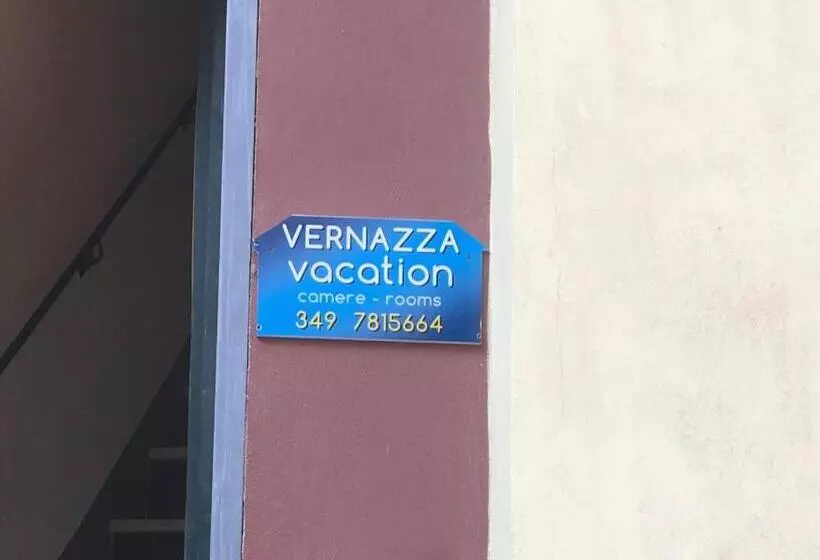 VERNAZZA
vacation
camere - rooms
349 7815664